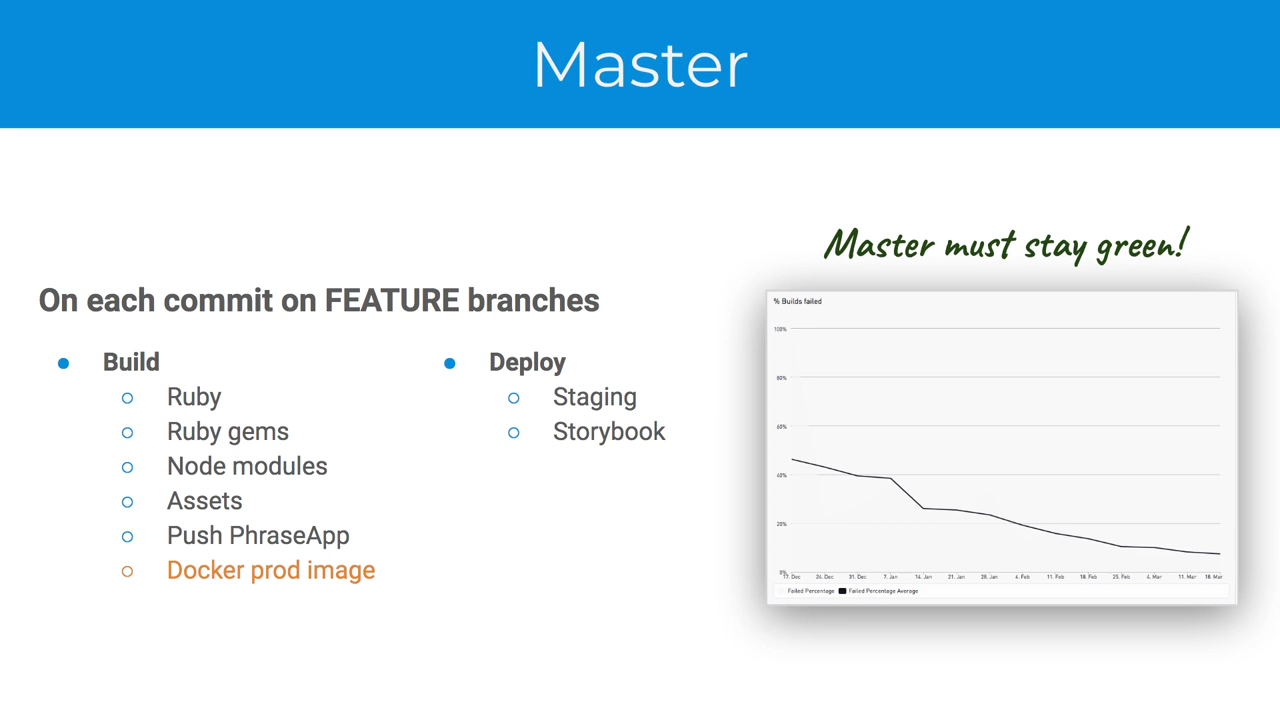 Master
On each commit on FEATURE branches
Build
Ruby
Ruby gems
Node modules
Assets
Push PhraseApp
Docker prod image
Deploy
Staging
Storybook
Master must stay green!
% Builds failed
100%
80%
60%
40%
20%
0%
17. Dec 24. Dec 31. Dec 7. Jan 14. Jan 21. Jan 28. Jan 4. Feb 11. Feb 18. Feb 25. Feb 4. Mar 11. Mar 18. Mar
Failed Percentage Failed Percentage Average